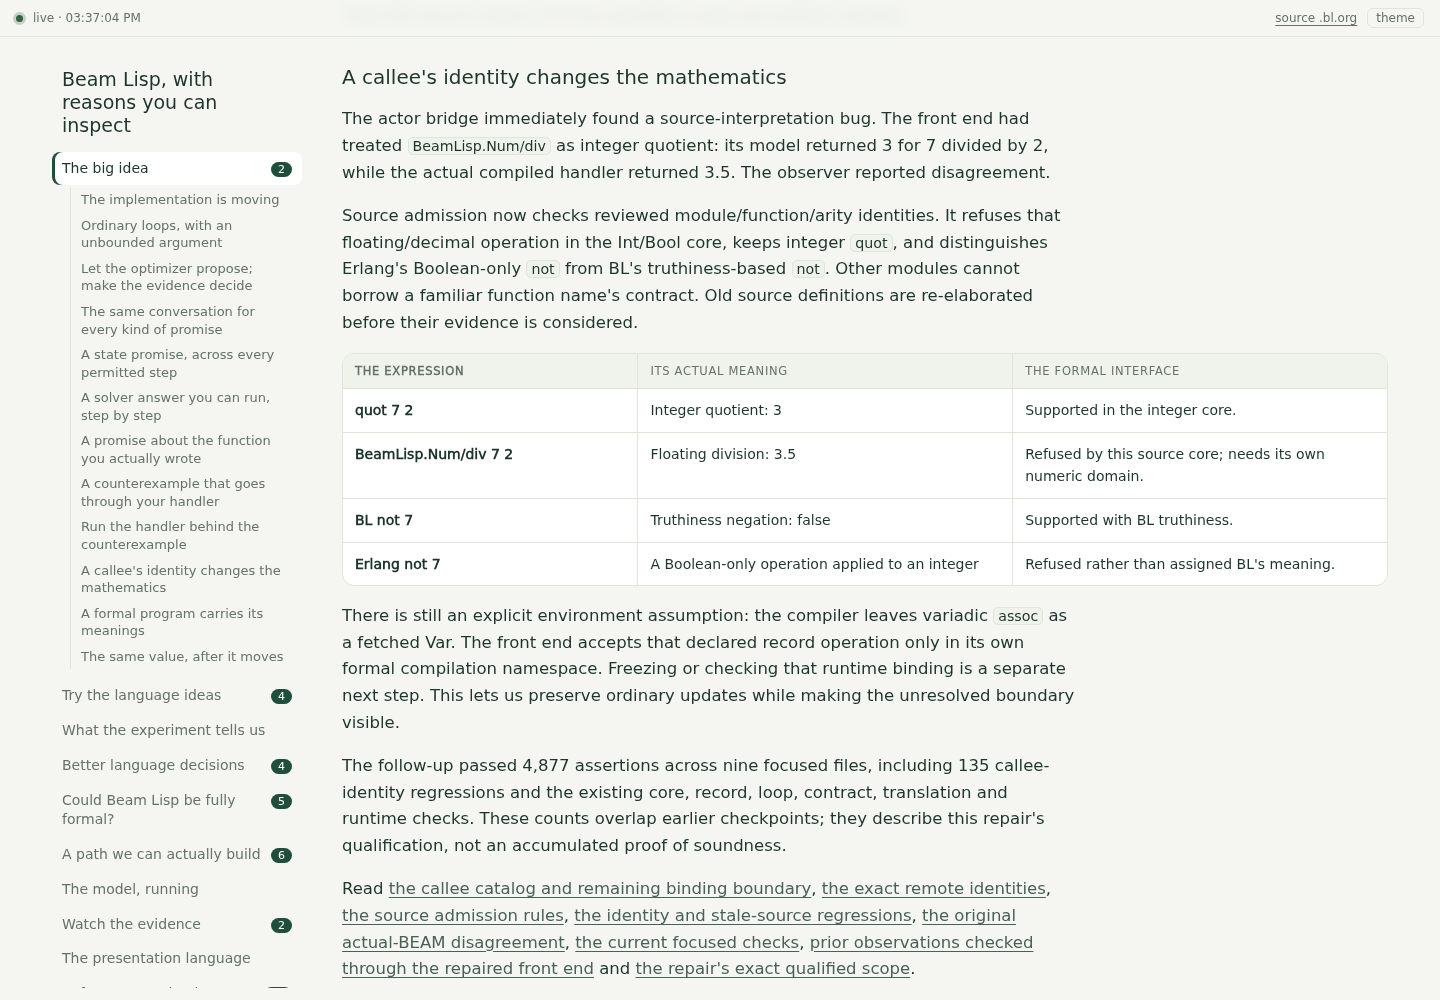 live · 03:37:04 PM
source .bl.org
theme
Beam Lisp, with
reasons you can
inspect
The big idea 2
The implementation is moving
Ordinary loops, with an
unbounded argument
Let the optimizer propose;
make the evidence decide
The same conversation for
every kind of promise
A state promise, across every
permitted step
A solver answer you can run,
step by step
A promise about the function
you actually wrote
A counterexample that goes
through your handler
Run the handler behind the
counterexample
A callee's identity changes the
mathematics
A formal program carries its
meanings
The same value, after it moves
Try the language ideas 4
What the experiment tells us
Better language decisions 4
Could Beam Lisp be fully 5
formal?
A path we can actually build 6
The model, running
Watch the evidence 2
The presentation language
A callee's identity changes the mathematics
The actor bridge immediately found a source-interpretation bug. The front end had
treated BeamLisp.Num/div as integer quotient: its model returned 3 for 7 divided by 2,
while the actual compiled handler returned 3.5. The observer reported disagreement.
Source admission now checks reviewed module/function/arity identities. It refuses that
floating/decimal operation in the Int/Bool core, keeps integer quot, and distinguishes
Erlang's Boolean-only not from BL's truthiness-based not. Other modules cannot
borrow a familiar function name's contract. Old source definitions are re-elaborated
before their evidence is considered.
THE EXPRESSION ITS ACTUAL MEANING THE FORMAL INTERFACE
quot 7 2 Integer quotient: 3 Supported in the integer core.
BeamLisp.Num/div 7 2 Floating division: 3.5 Refused by this source core; needs its own
numeric domain.
BL not 7 Truthiness negation: false Supported with BL truthiness.
Erlang not 7 A Boolean-only operation applied to an integer Refused rather than assigned BL's meaning.
There is still an explicit environment assumption: the compiler leaves variadic assoc as
a fetched Var. The front end accepts that declared record operation only in its own
formal compilation namespace. Freezing or checking that runtime binding is a separate
next step. This lets us preserve ordinary updates while making the unresolved boundary
visible.
The follow-up passed 4,877 assertions across nine focused files, including 135 callee-
identity regressions and the existing core, record, loop, contract, translation and
runtime checks. These counts overlap earlier checkpoints; they describe this repair's
qualification, not an accumulated proof of soundness.
Read the callee catalog and remaining binding boundary, the exact remote identities,
the source admission rules, the identity and stale-source regressions, the original
actual-BEAM disagreement, the current focused checks, prior observations checked
through the repaired front end and the repair's exact qualified scope.